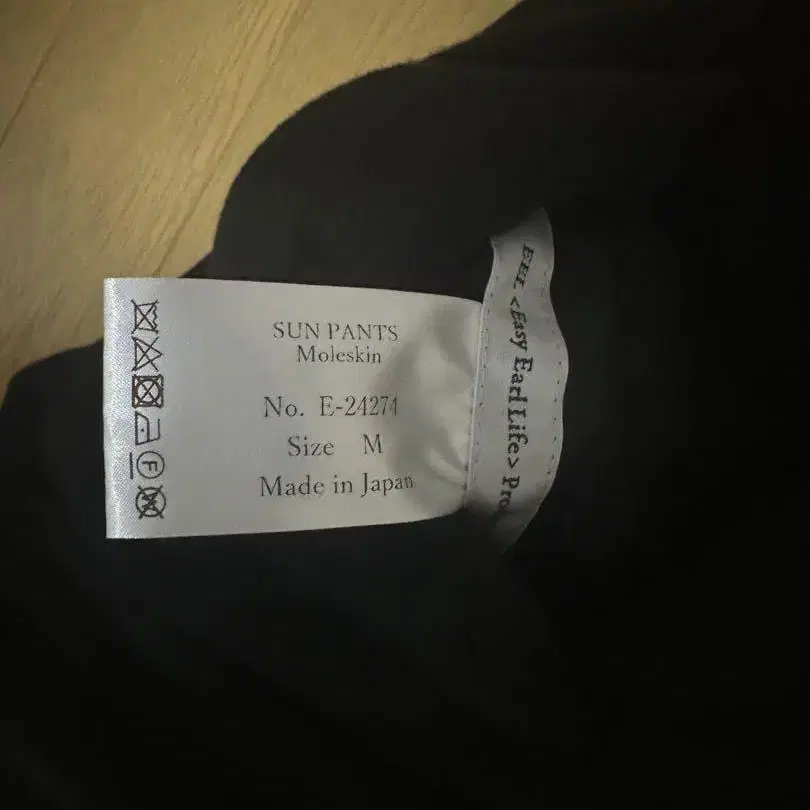 SUN PANTS
Moleskin
No. E-24274
Size M
Made in Japan
EEL <Easy Earl Life> Pro
F
W